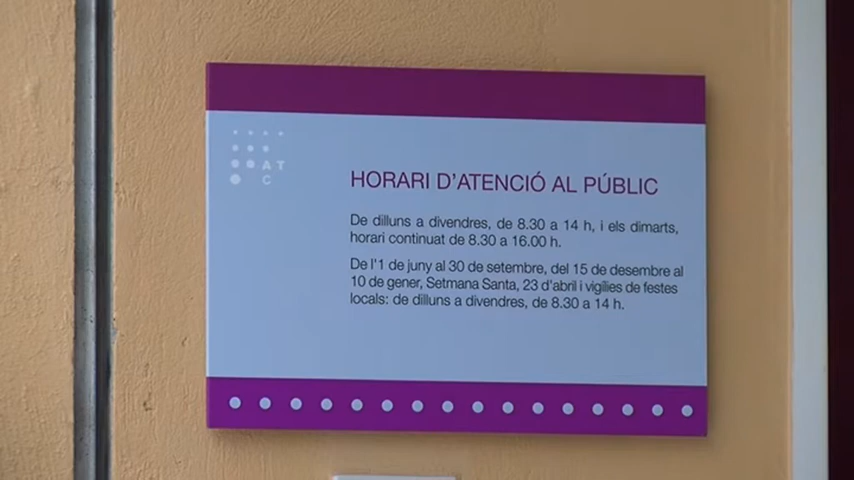 AT
C
HORARI D'ATENCIÓ AL PÚBLIC
De dilluns a divendres, de 8.30 a 14 h, i els dimarts,
horari continuat de 8.30 a 16.00 h.
De l'1 de juny al 30 de setembre, del 15 de desembre al
10 de gener, Setmana Santa, 23 d'abril i vigílies de festes
locals: de dilluns a divendres, de 8.30 a 14 h.